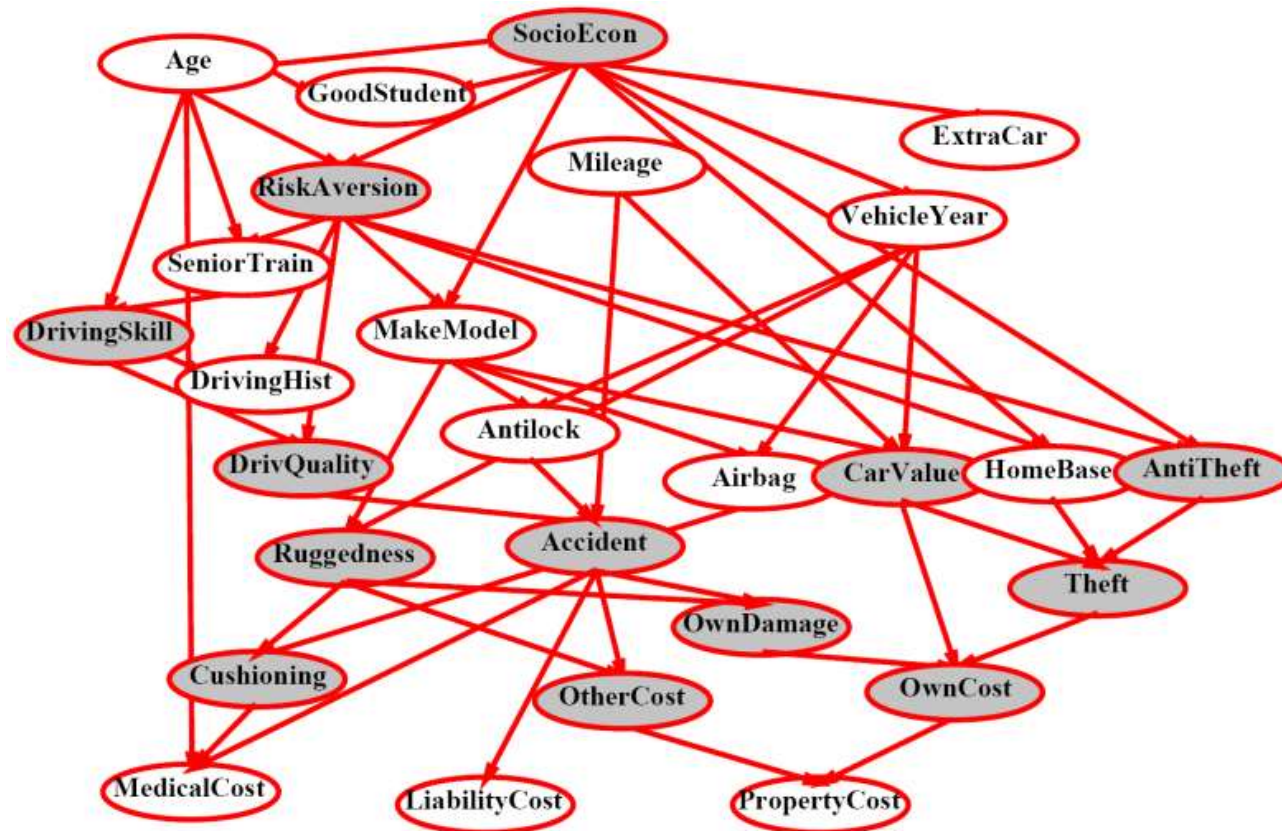 SocioEcon
Age
GoodStudent
ExtraCar
Mileage
RiskAversion
VehicleYear
SeniorTrain
DrivingSkill
MakeModel
DrivingHist
Antilock
DrivQuality
Airbag
CarValue
HomeBase
AntiTheft
Ruggedness
Accident
Theft
OwnDamage
Cushioning
OtherCost
OwnCost
MedicalCost
LiabilityCost
PropertyCost